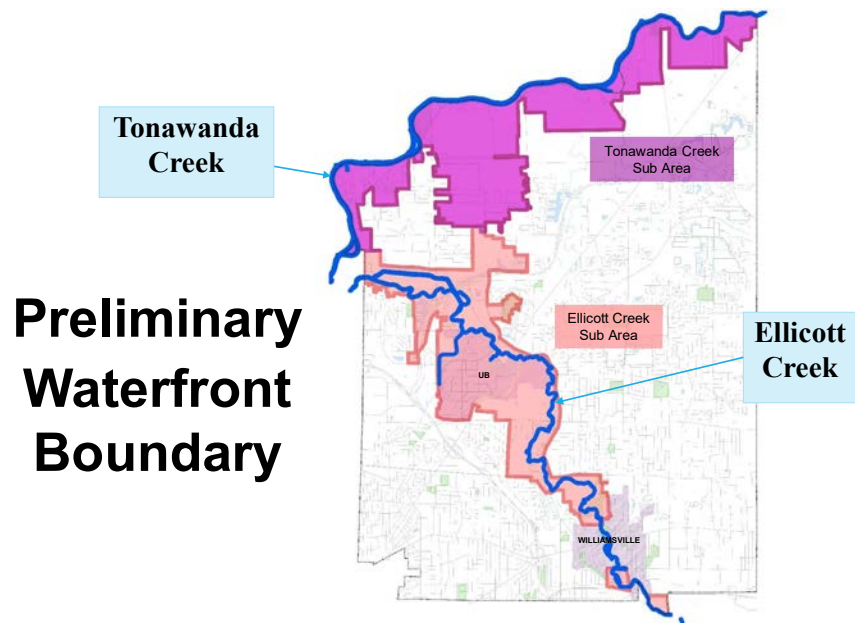 Tonawanda
Creek
Tonawanda Creek
Sub Area
Preliminary
Waterfront
Boundary
Ellicott Creek
Sub Area
Ellicott
Creek
UB
WILLIAMSVILLE